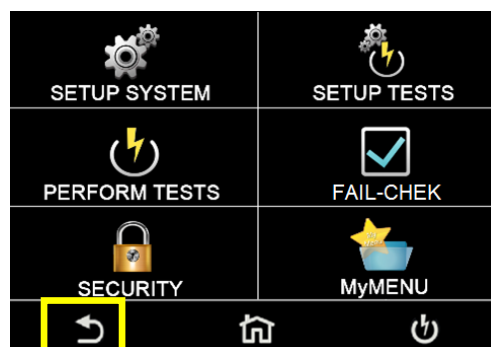 SETUP SYSTEM
SETUP TESTS
PERFORM TESTS
FAIL-CHEK
SECURITY
MyMENU